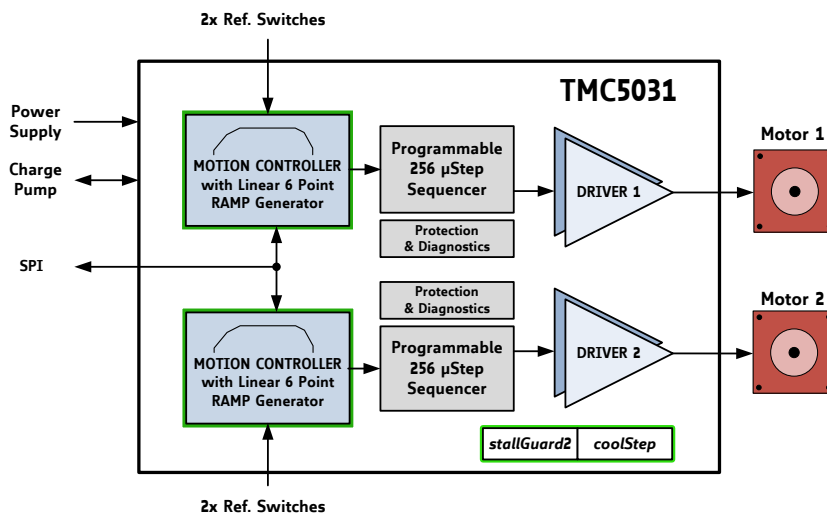 2x Ref. Switches
TMC5031
Power
Supply
Charge
Pump
SPI
MOTION CONTROLLER
with Linear 6 Point
RAMP Generator
Programmable
256 µStep
Sequencer
Protection
& Diagnostics
DRIVER 1
Motor 1
Protection
& Diagnostics
MOTION CONTROLLER
with Linear 6 Point
RAMP Generator
Programmable
256 µStep
Sequencer
DRIVER 2
Motor 2
stallGuard2 coolStep
2x Ref. Switches